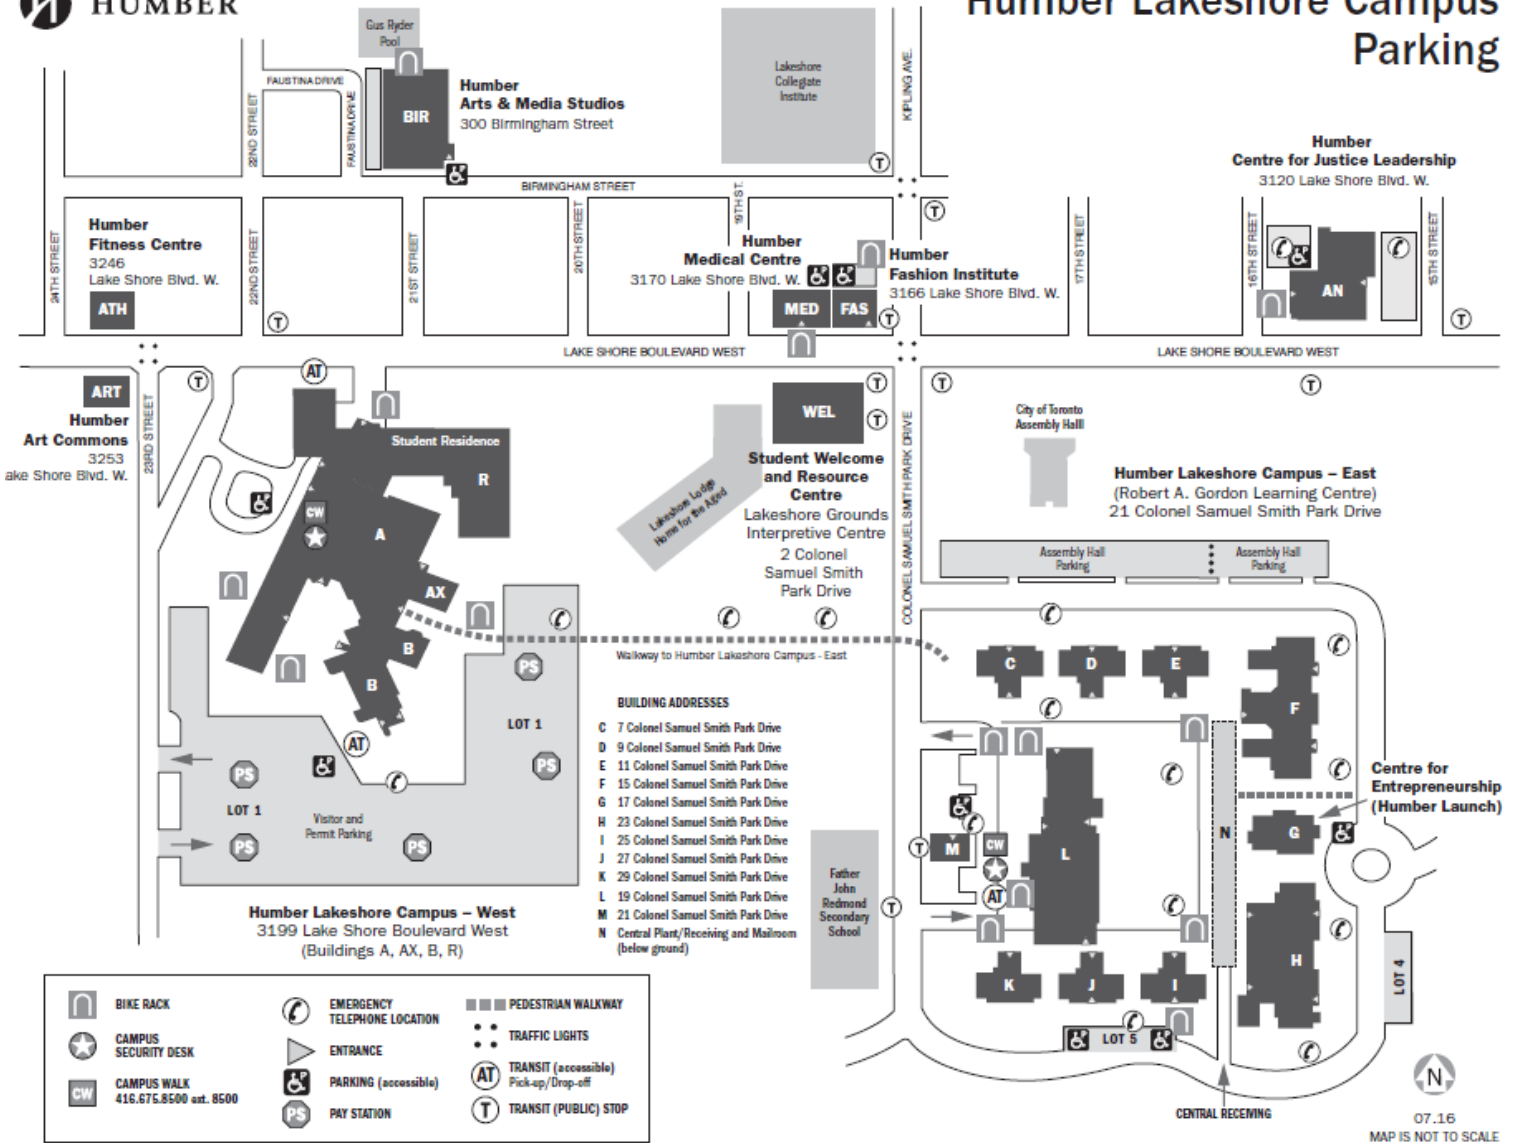 HUMBER
Humber Lakeshore Campus
Parking
Gus Ryder
Pool
FAUSTINA DRIVE
FAUSTINA DRIVE
22ND STREET
BIR
Humber
Arts & Media Studios
300 Birmingham Street
Lakeshore
Collegiate
Institute
KIPLING AVE.
T
Humber
Centre for Justice Leadership
3120 Lake Shore Blvd. W.
BIRMINGHAM STREET
24TH STREET
Humber
Fitness Centre
3246
Lake Shore Blvd. W.
ATH
22ND STREET
T
21ST STREET
20TH STREET
19TH ST.
Humber
Medical Centre
3170 Lake Shore Blvd. W.
MED
FAS
Humber
Fashion Institute
3166 Lake Shore Blvd. W.
T
T
17TH STREET
16TH STREET
AN
15TH STREET
T
LAKE SHORE BOULEVARD WEST
LAKE SHORE BOULEVARD WEST
ART
Humber
Art Commons
3253
ake Shore Blvd. W.
23RD STREET
T
AT
Student Residence
R
CW
A
AX
B
B
AT
WEL
T
T
T
T
Student Welcome
and Resource
Centre
Lakeshore Grounds
Interpretive Centre
2 Colonel
Samuel Smith
Park Drive
Lakeshore Lodge
Home for the Aged
COLONEL SAMUEL SMITH PARK DRIVE
City of Toronto
Assembly Halll
Humber Lakeshore Campus – East
(Robert A. Gordon Learning Centre)
21 Colonel Samuel Smith Park Drive
Assembly Hall
Parking
Assembly Hall
Parking
Walkway to Humber Lakeshore Campus - East
PS
LOT 1
PS
PS
LOT 1
PS
Visitor and
Permit Parking
PS
Humber Lakeshore Campus – West
3199 Lake Shore Boulevard West
(Buildings A, AX, B, R)
BUILDING ADDRESSES
C 7 Colonel Samuel Smith Park Drive
D 9 Colonel Samuel Smith Park Drive
E 11 Colonel Samuel Smith Park Drive
F 15 Colonel Samuel Smith Park Drive
G 17 Colonel Samuel Smith Park Drive
H 23 Colonel Samuel Smith Park Drive
I 25 Colonel Samuel Smith Park Drive
J 27 Colonel Samuel Smith Park Drive
K 29 Colonel Samuel Smith Park Drive
L 19 Colonel Samuel Smith Park Drive
M 21 Colonel Samuel Smith Park Drive
N Central Plant/Receiving and Mailroom
(below ground)
Father
John
Redmond
Secondary
School
T
C
D
E
F
T
M
CW
AT
L
N
G
Centre for
Entrepreneurship
(Humber Launch)
H
K
J
I
LOT 4
LOT 5
CENTRAL RECEIVING
BIKE RACK
CAMPUS
SECURITY DESK
CW
CAMPUS WALK
416.675.8500 ext. 8500
EMERGENCY
TELEPHONE LOCATION
ENTRANCE
PARKING (accessible)
PS
PAY STATION
PEDESTRIAN WALKWAY
TRAFFIC LIGHTS
AT
TRANSIT (accessible)
Pick-up/Drop-off
T
TRANSIT (PUBLIC) STOP
N
07.16
MAP IS NOT TO SCALE